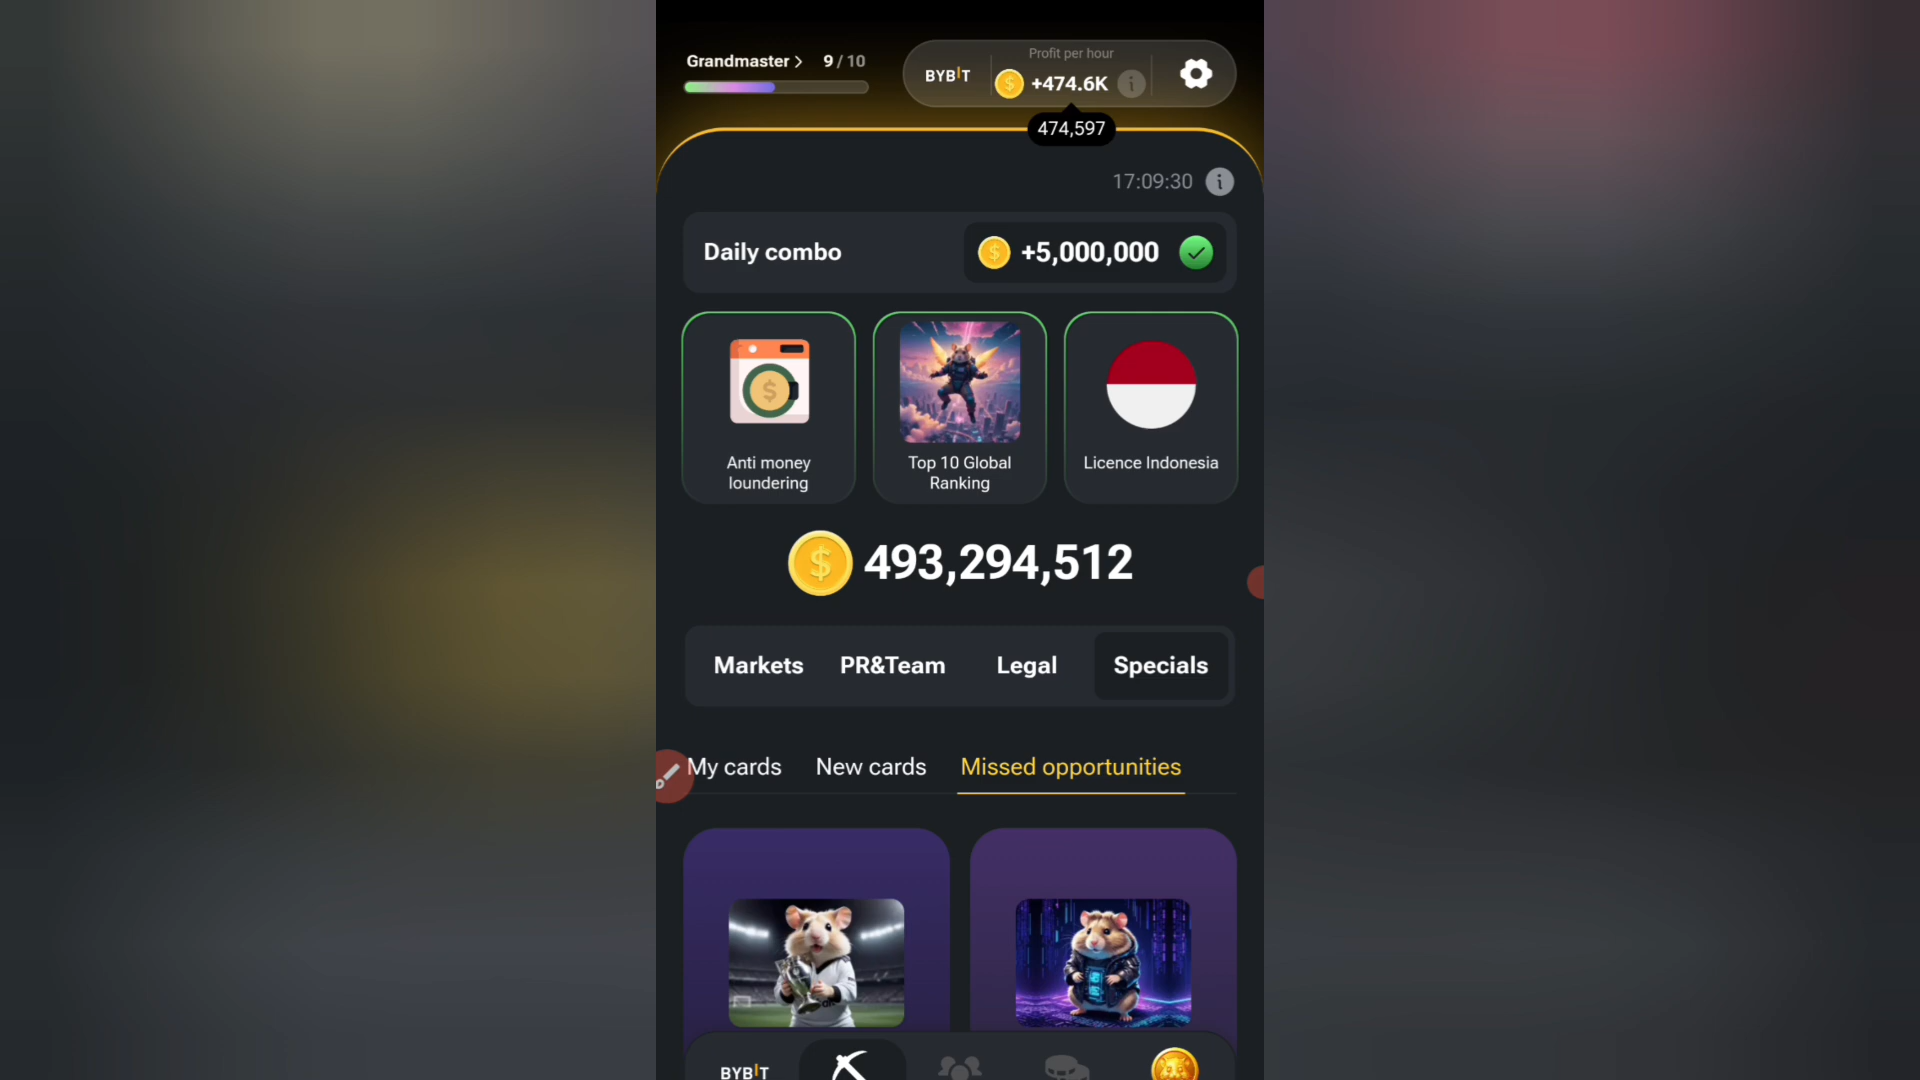 Grandmaster > 9 / 10
BYBIT
Profit per hour
+474.6K
474,597
17:09:30
Daily combo
+5,000,000
Anti money
loundering
Top 10 Global
Ranking
Licence Indonesia
493,294,512
Markets PR&Team Legal Specials
My cards New cards Missed opportunities
BYBIT